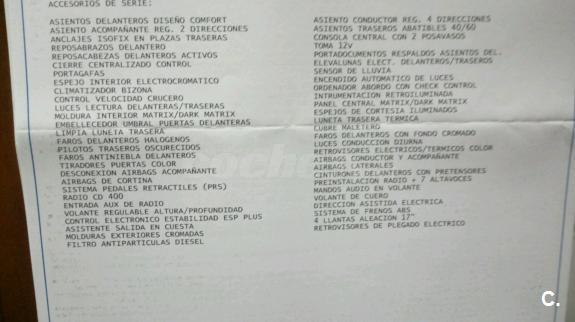 ACCESORIOS DE SERIE:
ASIENTOS DELANTEROS DISEÑO COMFORT
ASIENTO ACOMPAÑANTE REG. 2 DIRECCIONES
ANCLAJES ISOFIX EN PLAZAS TRASERAS
REPOSABRAZOS DELANTERO
REPOSACABEZAS DELANTEROS ACTIVOS
CIERRE CENTRALIZADO CONTROL
PORTAGAFAS
ESPEJO INTERIOR ELECTROCROMATICO
CLIMATIZADOR BIZONA
CONTROL VELOCIDAD CRUCERO
LUCES LECTURA DELANTERAS/TRASERAS
MOLDURA INTERIOR MATRIX/DARK MATRIX
EMBELLECEDOR UMBRAL PUERTAS DELANTERAS
LIMPIA LUNETA TRASERA
FAROS DELANTEROS HALOGENOS
PILOTOS TRASEROS OSCURECIDOS
FAROS ANTINIEBLA DELANTEROS
TIRADORES PUERTAS COLOR
DESCONEXION AIRBAGS ACOMPAÑANTE
AIRBAGS DE CORTINA
SISTEMA PEDALES RETRACTILES (PRS)
RADIO CD 400
ENTRADA AUX DE RADIO
VOLANTE REGULABLE ALTURA/PROFUNDIDAD
CONTROL ELECTRONICO ESTABILIDAD ESP PLUS
ASISTENTE SALIDA EN CUESTA
MOLDURAS EXTERIORES CROMADAS
FILTRO ANTIPARTICULAS DIESEL
ASIENTO CONDUCTOR REG. 4 DIRECCIONES
ASIENTOS TRASEROS ABATIBLES 40/60
CONSOLA CENTRAL CON 2 POSAVASOS
TOMA 12V
PORTADOCUMENTOS RESPALDOS ASIENTOS DEL.
ELEVALUNAS ELECT. DELANTEROS/TRASEROS
SENSOR DE LLUVIA
ENCENDIDO AUTOMATICO DE LUCES
ORDENADOR ABORDO CON CHECK CONTROL
INTRUMENTACION RETROILUMINADA
PANEL CENTRAL MATRIX/DARK MATRIX
ESPEJOS DE CORTESIA ILUMINADOS
LUNETA TRASERA TERMICA
CUBRE MALETERO
FAROS DELANTEROS CON FONDO CROMADO
LUCES CONDUCCION DIURNA
RETROVISORES ELECTRICOS/TERMICOS COLOR
AIRBAGS CONDUCTOR Y ACOMPAÑANTE
AIRBAGS LATERALES
CINTURONES DELANTEROS CON PRETENSORES
PREINSTALACION RADIO + 7 ALTAVOCES
MANDOS AUDIO EN VOLANTE
VOLANTE DE CUERO
DIRECCION ASISTIDA ELECTRICA
SISTEMA DE FRENOS ABS
4 LLANTAS ALEACION 17"
RETROVISORES DE PLEGADO ELECTRICO
C.